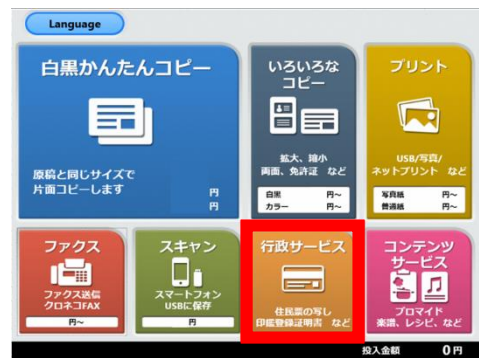 Language
白黒かんたんコピー
原稿と同じサイズで
片面コピーします
円
円
いろいろな
コピー
拡大、縮小
両面、免許証 など
白黒 円～
カラー 円～
プリント
USB/写真/
ネットプリント など
写真紙 円～
普通紙 円～
ファクス
ファクス送信
クロネコFAX
円～
スキャン
スマートフォン
USBに保存
円
行政サービス
住民票の写し
印鑑登録証明書 など
コンテンツ
サービス
ブロマイド
楽譜、レシピ、など
投入金額 0円